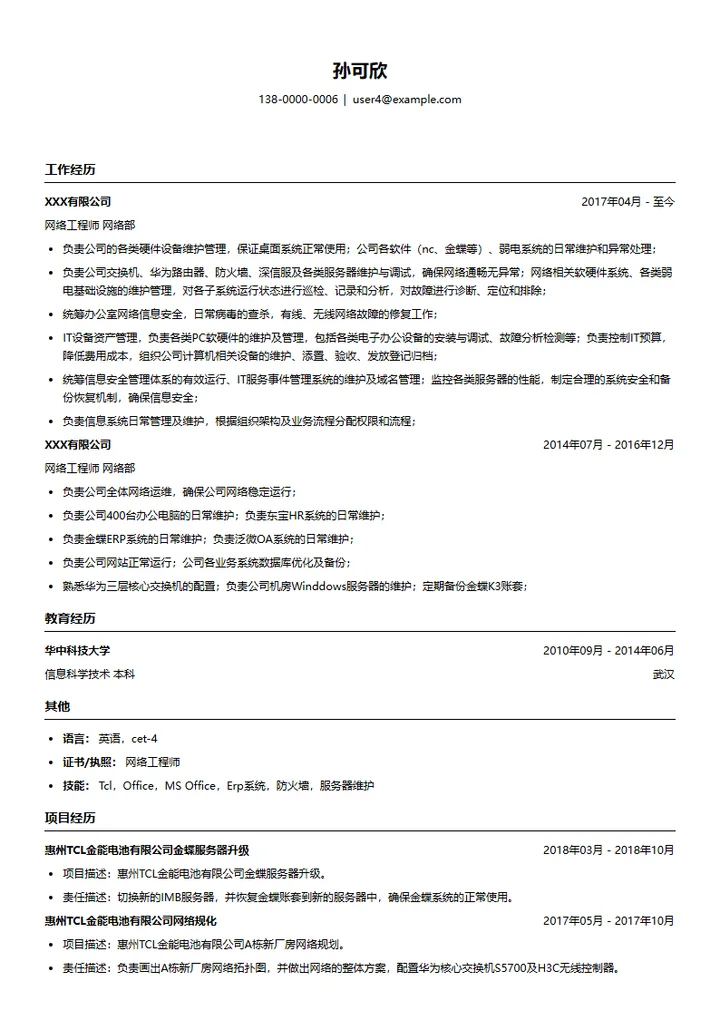 孙可欣
138-0000-0006 | user4@example.com
工作经历
XXX有限公司 2017年04月 - 至今
网络工程师 网络部
• 负责公司的各类硬件设备维护管理，保证桌面系统正常使用；公司各软件（nc、金蝶等）、弱电系统的日常维护和异常处理；
• 负责公司交换机、华为路由器、防火墙、深信服及各类服务器维护与调试，确保网络通畅无异常；网络相关软硬件系统、各类弱
电基础设施的维护管理，对各子系统运行状态进行巡检、记录和分析，对故障进行诊断、定位和排除；
• 统筹办公室网络信息安全，日常病毒的查杀，有线、无线网络故障的修复工作；
• IT设备资产管理，负责各类PC软硬件的维护及管理，包括各类电子办公设备的安装与调试、故障分析检测等；负责控制IT预算，
降低费用成本，组织公司计算机相关设备的维护、添置、验收、发放登记归档；
• 统筹信息安全管理体系的有效运行、IT服务事件管理系统的维护及域名管理；监控各类服务器的性能，制定合理的系统安全和备
份恢复机制，确保信息安全；
• 负责信息系统日常管理及维护，根据组织架构及业务流程分配权限和流程；
XXX有限公司 2014年07月 - 2016年12月
网络工程师 网络部
• 负责公司全体网络运维，确保公司网络稳定运行；
• 负责公司400台办公电脑的日常维护；负责东宝HR系统的日常维护；
• 负责金蝶ERP系统的日常维护；负责泛微OA系统的日常维护；
• 负责公司网站正常运行；公司各业务系统数据库优化及备份；
• 熟悉华为三层核心交换机的配置；负责公司机房Winddows服务器的维护；定期备份金蝶K3账套；
教育经历
华中科技大学 2010年09月 - 2014年06月
信息科学技术 本科 武汉
其他
• 语言： 英语，cet-4
• 证书/执照： 网络工程师
• 技能： Tcl，Office，MS Office，Erp系统，防火墙，服务器维护
项目经历
惠州TCL金能电池有限公司金蝶服务器升级 2018年03月 - 2018年10月
• 项目描述：惠州TCL金能电池有限公司金蝶服务器升级。
• 责任描述：切换新的IMB服务器，并恢复金蝶账套到新的服务器中，确保金蝶系统的正常使用。
惠州TCL金能电池有限公司网络规化 2017年05月 - 2017年10月
• 项目描述：惠州TCL金能电池有限公司A栋新厂房网络规划。
• 责任描述：负责画出A栋新厂房网络拓扑图，并做出网络的整体方案，配置华为核心交换机S5700及H3C无线控制器。